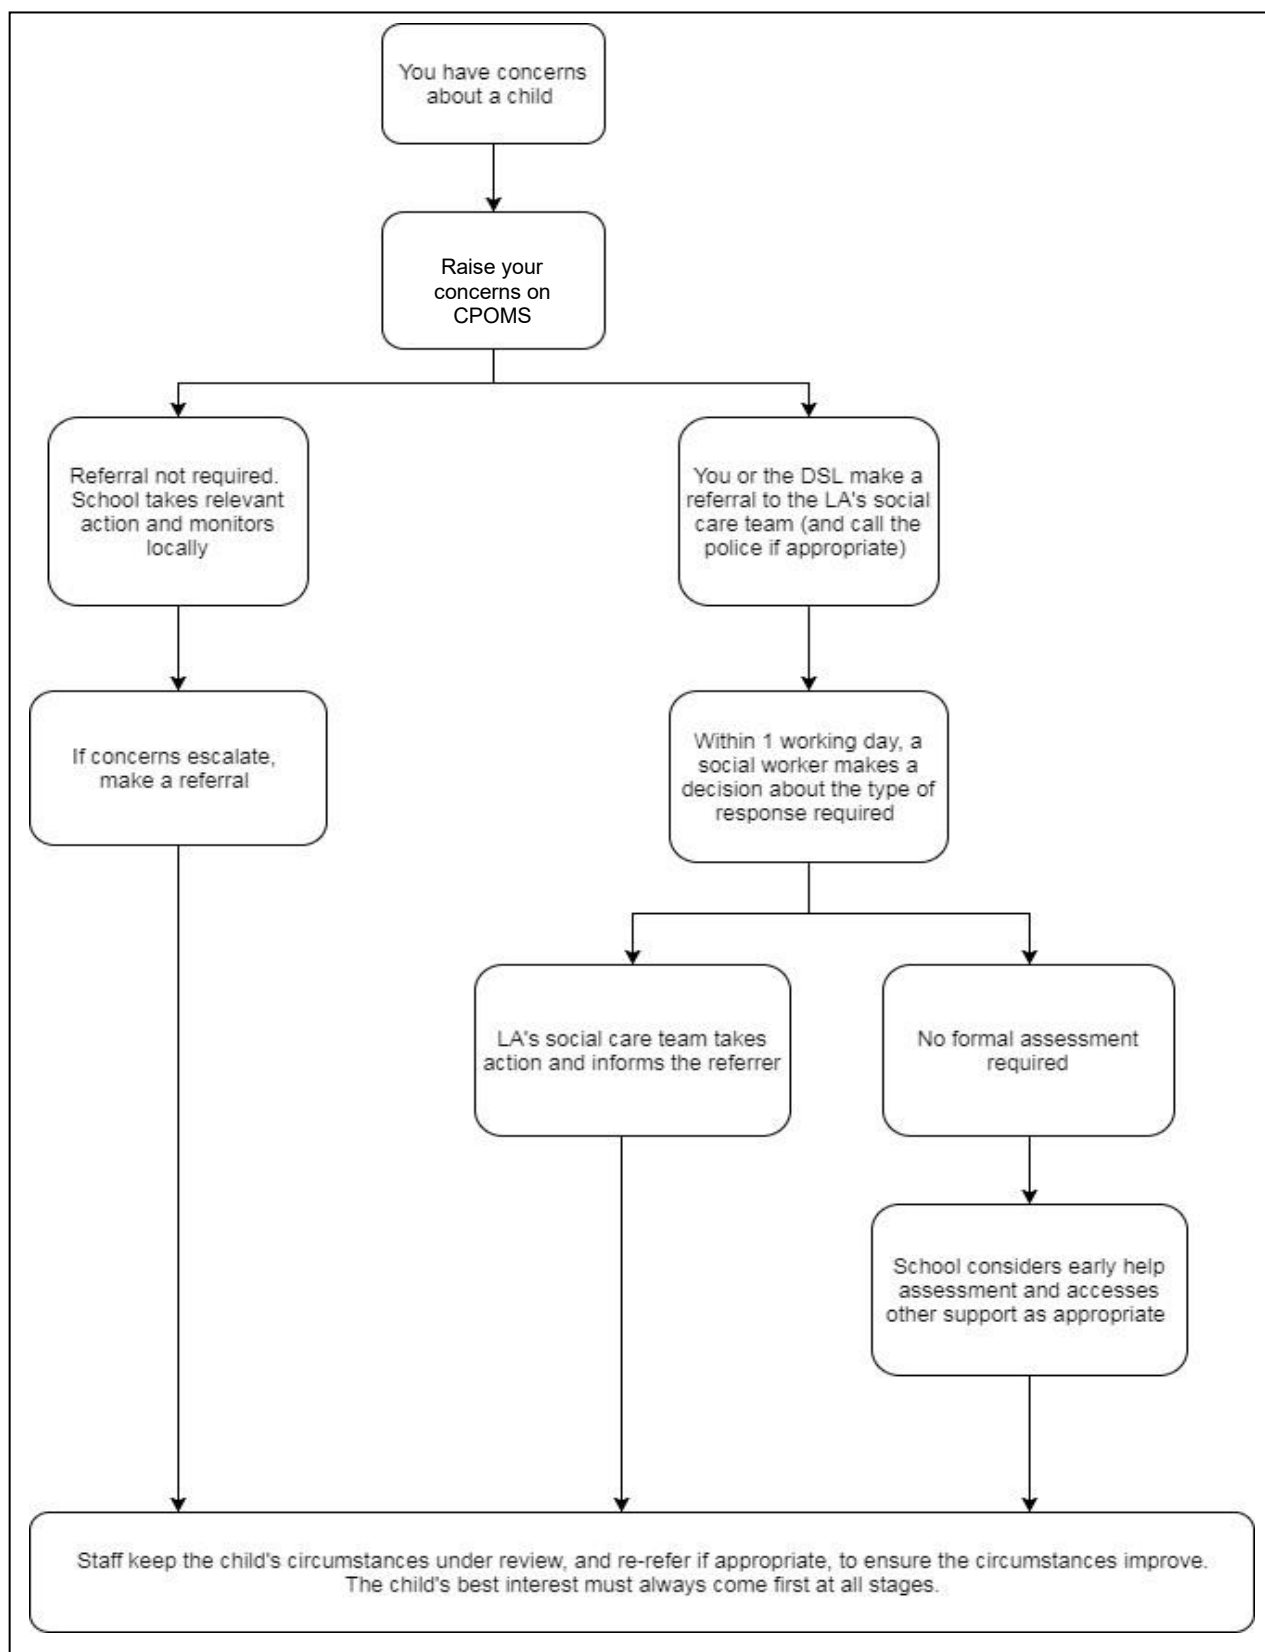 You have concerns
about a child
Raise your
concerns on
CPOMS
Referral not required.
School takes relevant
action and monitors
locally
You or the DSL make a
referral to the LA's social
care team (and call the
police if appropriate)
If concerns escalate,
make a referral
Within 1 working day, a
social worker makes a
decision about the type of
response required
LA's social care team takes
action and informs the referrer
No formal assessment
required
School considers early help
assessment and accesses
other support as appropriate
Staff keep the child's circumstances under review, and re-refer if appropriate, to ensure the circumstances improve.
The child's best interest must always come first at all stages.